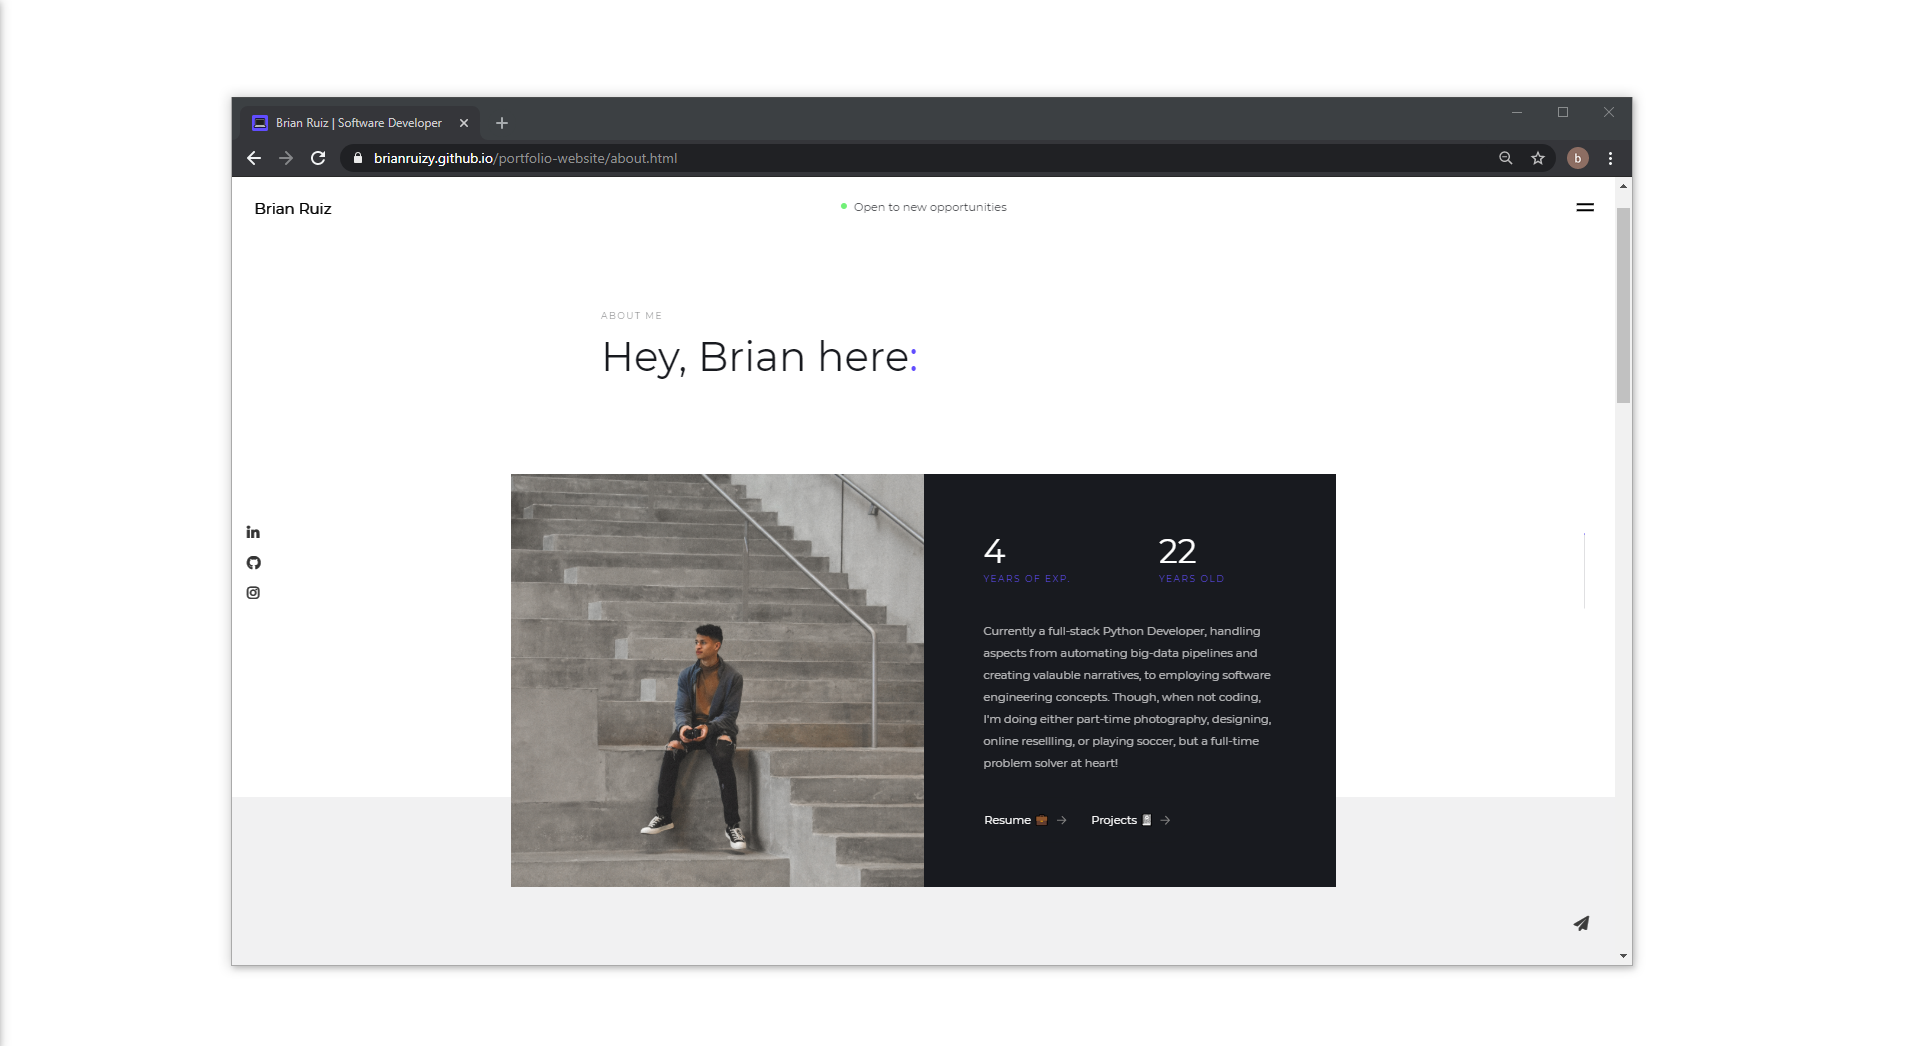 Brian Ruiz | Software Developer
brianruizy.github.io/portfolio-website/about.html
b
Brian Ruiz
Open to new opportunities
ABOUT ME
Hey, Brian here:
4
YEARS OF EXP.
22
YEARS OLD
Currently a full-stack Python Developer, handling
aspects from automating big-data pipelines and
creating valauble narratives, to employing software
engineering concepts. Though, when not coding,
I'm doing either part-time photography, designing,
online resellling, or playing soccer, but a full-time
problem solver at heart!
Resume
Projects